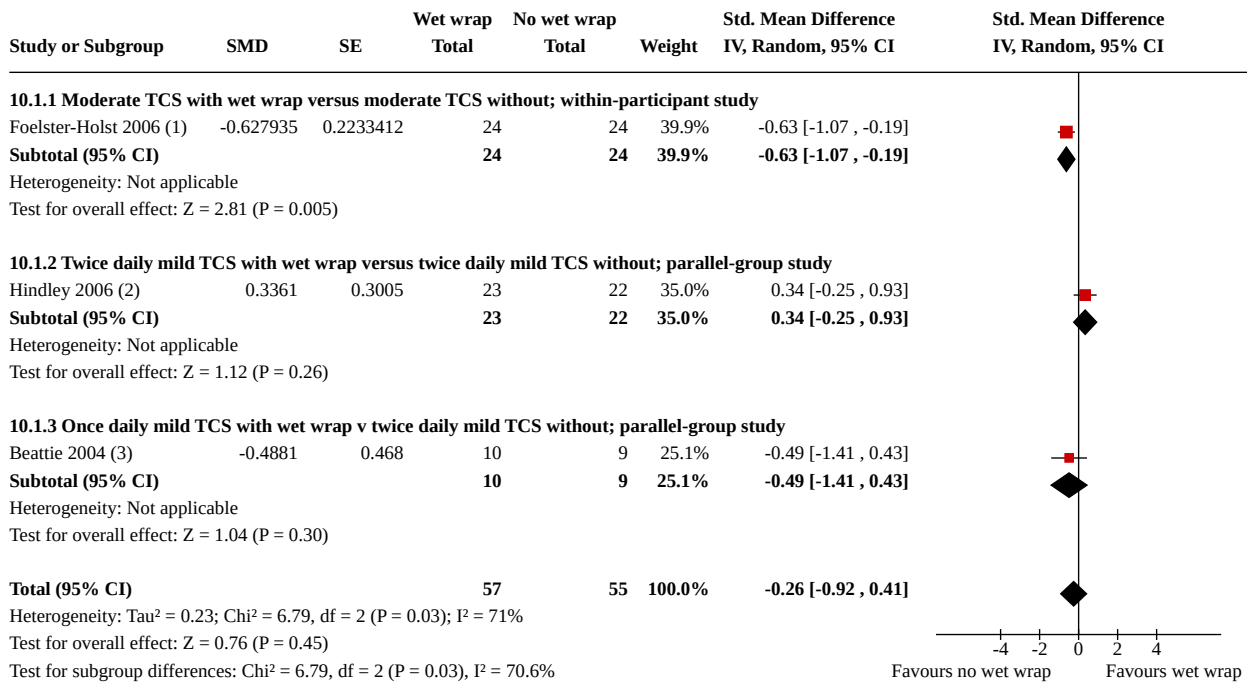 Wet wrap No wet wrap Std. Mean Difference Std. Mean Difference
Study or Subgroup SMD SE Total Total Weight IV, Random, 95% CI IV, Random, 95% CI
10.1.1 Moderate TCS with wet wrap versus moderate TCS without; within-participant study
Foelster-Holst 2006 (1) -0.627935 0.2233412 24 24 39.9% -0.63 [-1.07 , -0.19]
Subtotal (95% CI) 24 24 39.9% -0.63 [-1.07 , -0.19]
Heterogeneity: Not applicable
Test for overall effect: Z = 2.81 (P = 0.005)
10.1.2 Twice daily mild TCS with wet wrap versus twice daily mild TCS without; parallel-group study
Hindley 2006 (2) 0.3361 0.3005 23 22 35.0% 0.34 [-0.25 , 0.93]
Subtotal (95% CI) 23 22 35.0% 0.34 [-0.25 , 0.93]
Heterogeneity: Not applicable
Test for overall effect: Z = 1.12 (P = 0.26)
10.1.3 Once daily mild TCS with wet wrap v twice daily mild TCS without; parallel-group study
Beattie 2004 (3) -0.4881 0.468 10 9 25.1% -0.49 [-1.41 , 0.43]
Subtotal (95% CI) 10 9 25.1% -0.49 [-1.41 , 0.43]
Heterogeneity: Not applicable
Test for overall effect: Z = 1.04 (P = 0.30)
Total (95% CI) 57 55 100.0% -0.26 [-0.92 , 0.41]
Heterogeneity: Tau² = 0.23; Chi² = 6.79, df = 2 (P = 0.03); I² = 71%
Test for overall effect: Z = 0.76 (P = 0.45)
-4 -2 0 2 4
Test for subgroup differences: Chi² = 6.79, df = 2 (P = 0.03), I² = 70.6% Favours no wet wrap Favours wet wrap